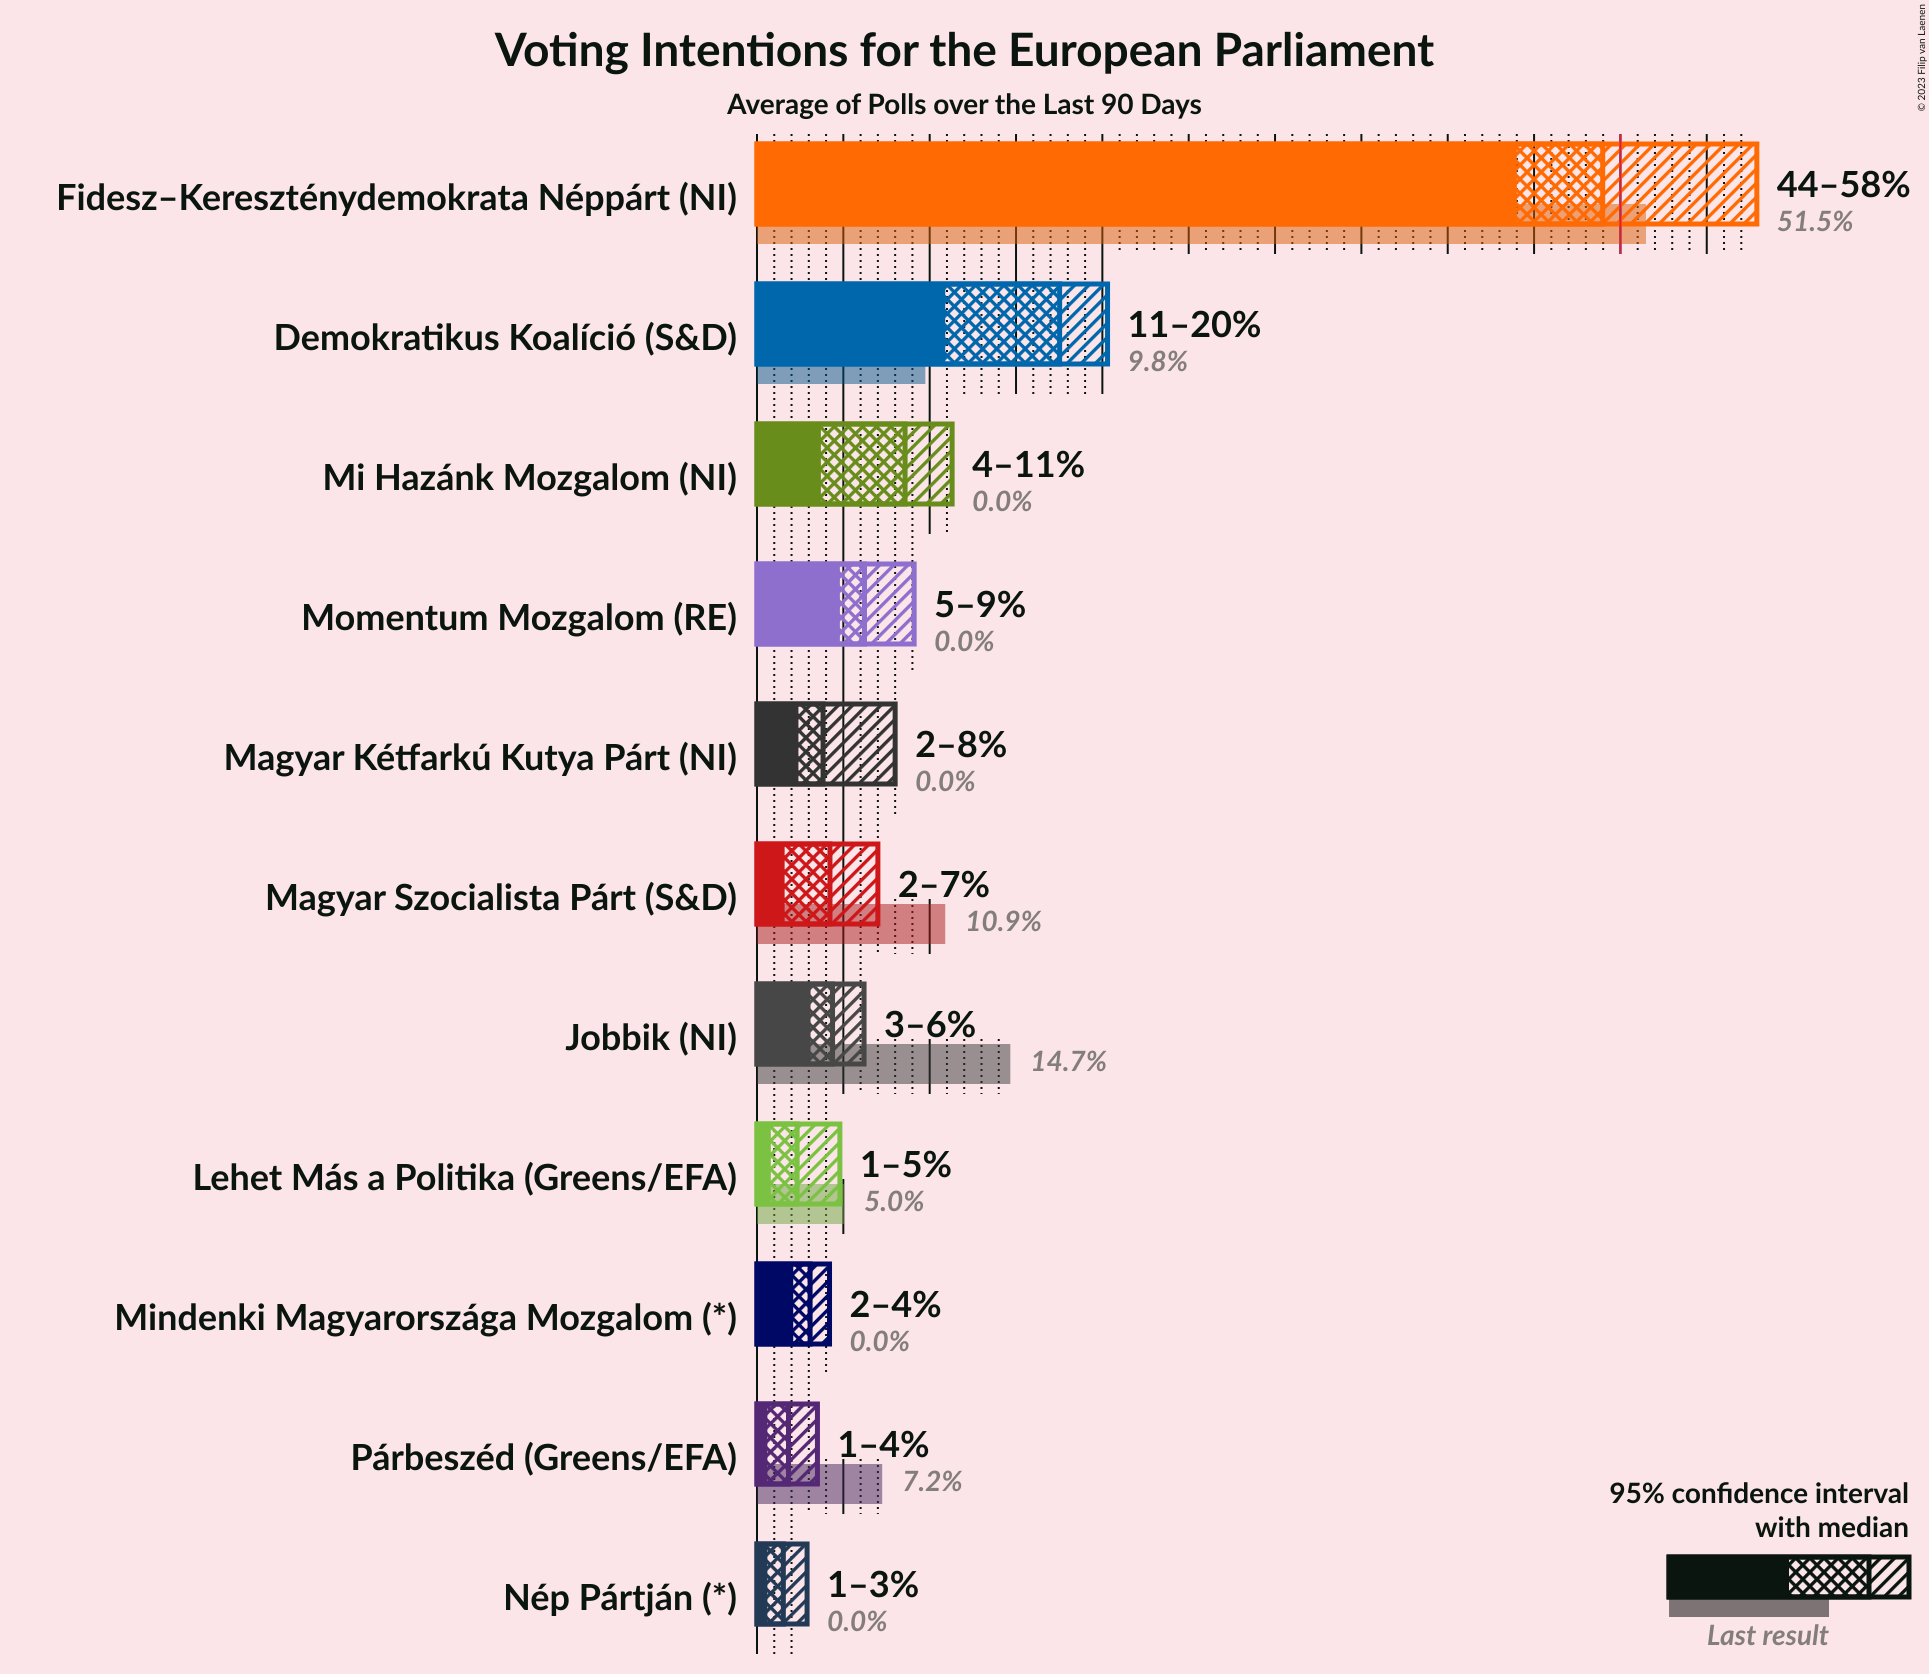 Voting Intentions for the European Parliament
Average of Polls over the Last 90 Days
© 2023 Filip van Laenen
Fidesz–Kereszténydemokrata Néppárt (NI)
44–58%
51.5%
Demokratikus Koalíció (S&D)
11–20%
9.8%
Mi Hazánk Mozgalom (NI)
4–11%
0.0%
Momentum Mozgalom (RE)
5–9%
0.0%
Magyar Kétfarkú Kutya Párt (NI)
2–8%
0.0%
Magyar Szocialista Párt (S&D)
2–7%
10.9%
Jobbik (NI)
3–6%
14.7%
Lehet Más a Politika (Greens/EFA)
1–5%
5.0%
Mindenki Magyarországa Mozgalom (*)
2–4%
0.0%
Párbeszéd (Greens/EFA)
1–4%
7.2%
Nép Pártján (*)
1–3%
0.0%
95% confidence interval
with median
Last result